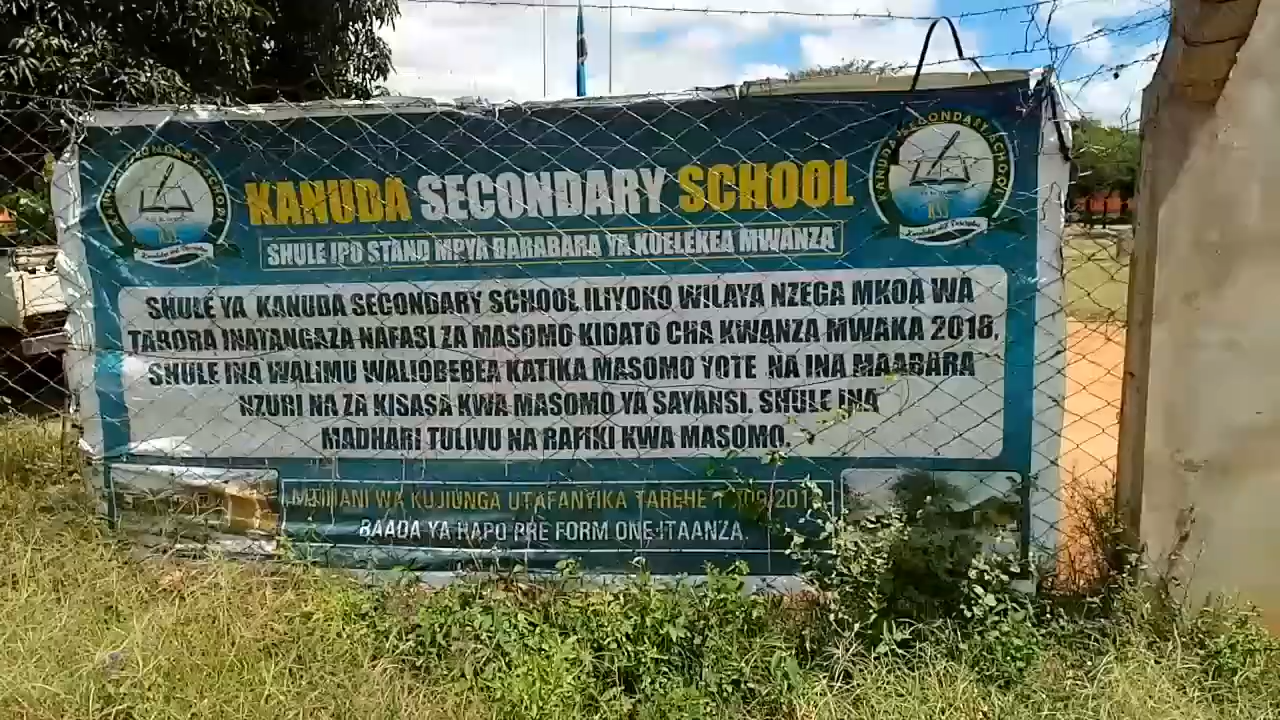 KANUDA SECONDARY SCHOOL
SHULE IPO STAND MPYA BARABARA YA KUELEKEA MWANZA
SHULE YA KANUDA SECONDARY SCHOOL ILIYOKO WILAYA NZEGA MKOA WA
TABORA INAYANGAZA NAFASI ZA MASOMO KIDATO CHA KWANZA MWAKA 2018,
SHULE INA WALIMU WALIOBEBEA KATIKA MASOMO YOTE NA INA MAABARA
NZURI NA ZA KISASA KWA MASOMO YA SAYANSI. SHULE INA
MADHARI TULIVU NA RAFIKI KWA MASOMO.
MTIHANI WA KUJIUNGA UTAFANYIKA TAREHE
BAADA YA HAPO PRE FORM ONE ITAANZA.